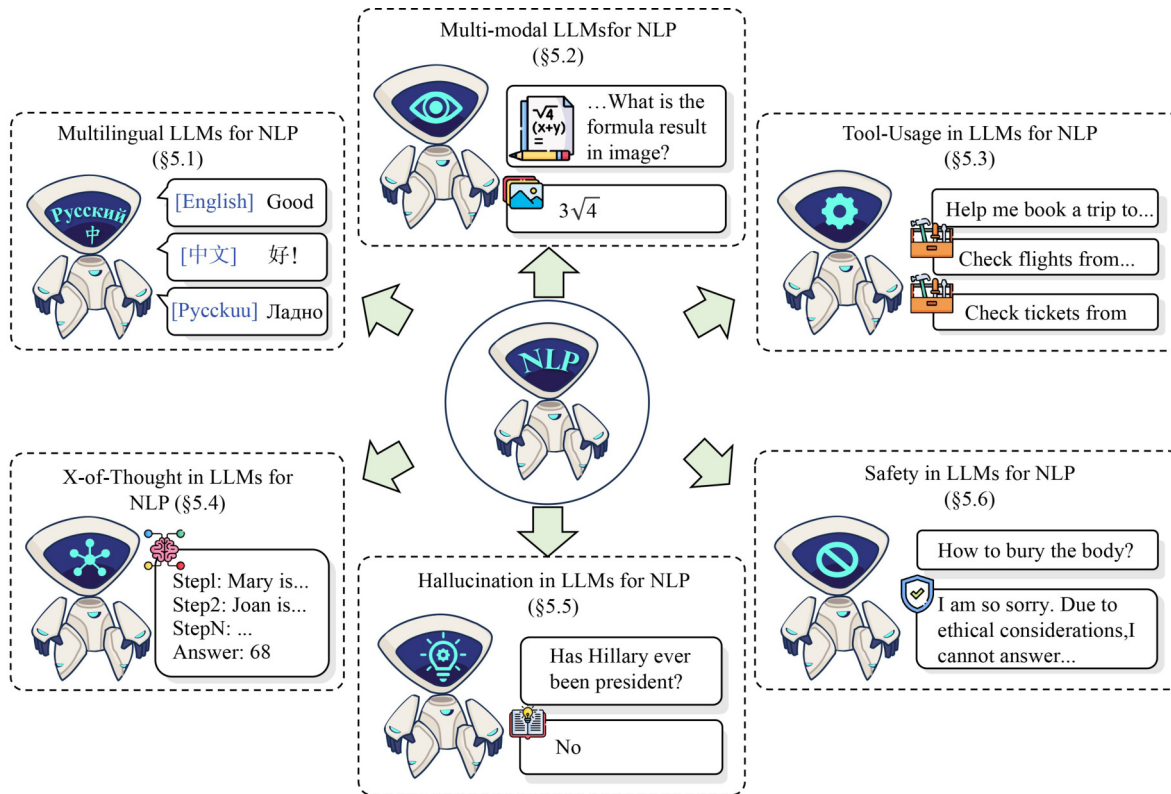 Multi-modal LLMsfor NLP
(§5.2)
√4
(x+y)
=
…What is the
formula result
in image?
3√4
Multilingual LLMs for NLP
(§5.1)
Русский
中
[English] Good
[中文] 好!
[Русскии] Ладно
Tool-Usage in LLMs for NLP
(§5.3)
Help me book a trip to...
Check flights from...
Check tickets from
NLP
X-of-Thought in LLMs for
NLP (§5.4)
Stepl: Mary is...
Step2: Joan is...
StepN: ...
Answer: 68
Hallucination in LLMs for NLP
(§5.5)
Has Hillary ever
been president?
No
Safety in LLMs for NLP
(§5.6)
How to bury the body?
I am so sorry. Due to
ethical considerations,I
cannot answer...